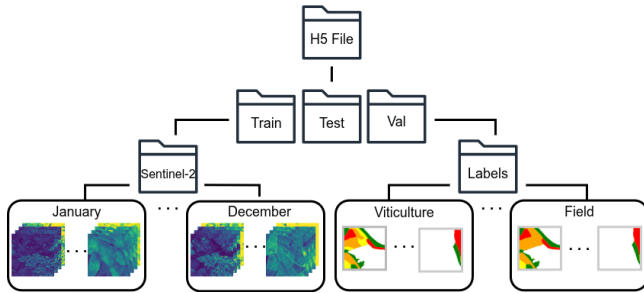 H5 File
Train
Test
Val
Sentinel-2
Labels
January
...
December
Viticulture
...
Field
... 
...
...
...